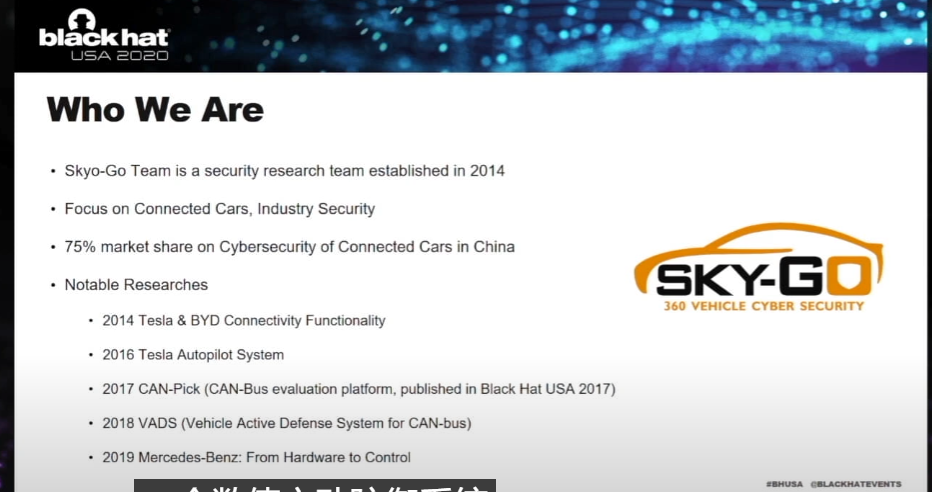 black hat
USA 2020
Who We Are
• Skyo-Go Team is a security research team established in 2014
• Focus on Connected Cars, Industry Security
• 75% market share on Cybersecurity of Connected Cars in China
• Notable Researches
• 2014 Tesla & BYD Connectivity Functionality
• 2016 Tesla Autopilot System
• 2017 CAN-Pick (CAN-Bus evaluation platform, published in Black Hat USA 2017)
• 2018 VADS (Vehicle Active Defense System for CAN-bus)
• 2019 Mercedes-Benz: From Hardware to Control
SKY-GO
360 VEHICLE CYBER SECURITY
#BHUSA @BLACKHATEVENTS